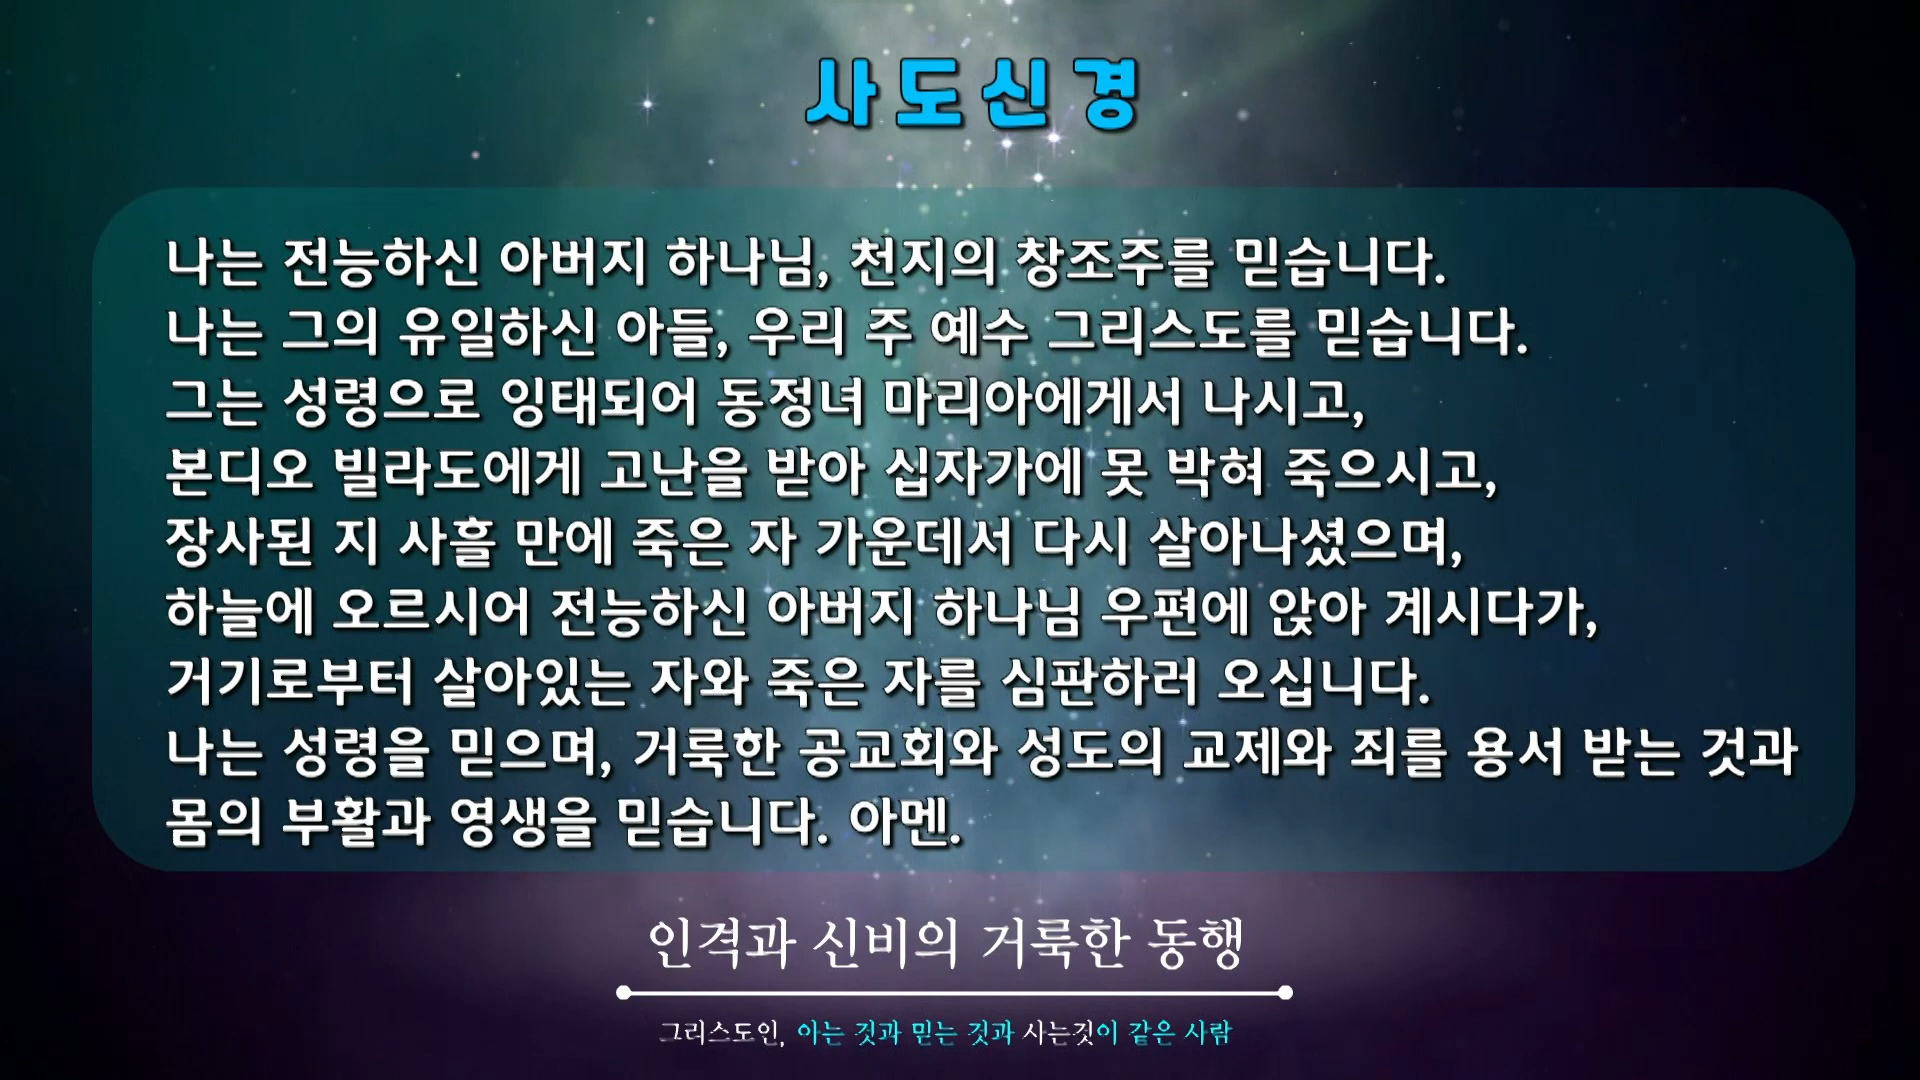 사도신경
나는 전능하신 아버지 하나님, 천지의 창조주를 믿습니다.
나는 그의 유일하신 아들, 우리 주 예수 그리스도를 믿습니다.
그는 성령으로 잉태되어 동정녀 마리아에게서 나시고,
본디오 빌라도에게 고난을 받아 십자가에 못 박혀 죽으시고,
장사된 지 사흘 만에 죽은 자 가운데서 다시 살아나셨으며,
하늘에 오르시어 전능하신 아버지 하나님 우편에 앉아 계시다가,
거기로부터 살아있는 자와 죽은 자를 심판하러 오십니다.
나는 성령을 믿으며, 거룩한 공교회와 성도의 교제와 죄를 용서 받는 것과
몸의 부활과 영생을 믿습니다. 아멘.
인격과 신비의 거룩한 동행
그리스도인, 아는 것과 믿는 것과 사는것이 같은 사람